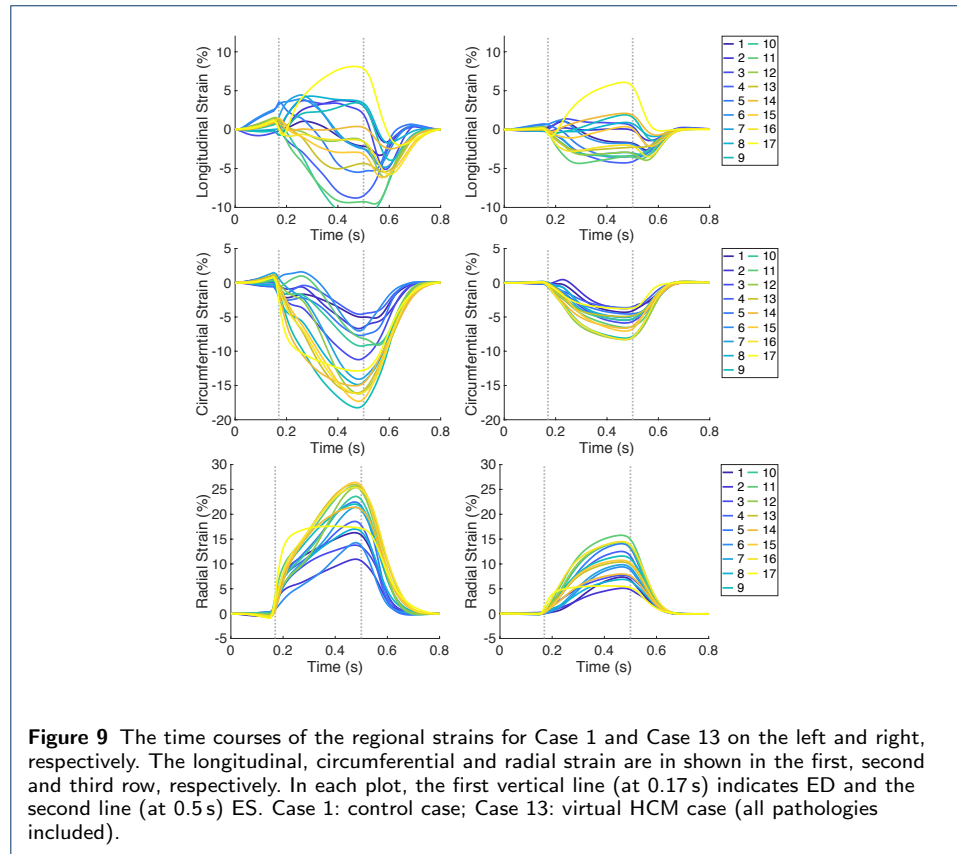 10
5
0
-5
-10
Longitudinal Strain (%)
0 0.2 0.4 0.6 0.8
Time (s)
10
5
0
-5
-10
Longitudinal Strain (%)
0 0.2 0.4 0.6 0.8
Time (s)
1 10
2 11
3 12
4 13
5 14
6 15
7 16
8 17
9
5
0
-5
-10
-15
-20
Circumferntial Strain (%)
0 0.2 0.4 0.6 0.8
Time (s)
5
0
-5
-10
-15
-20
Circumferntial Strain (%)
0 0.2 0.4 0.6 0.8
Time (s)
1 10
2 11
3 12
4 13
5 14
6 15
7 16
8 17
9
30
25
20
15
10
5
0
5
Radial Strain (%)
0 0.2 0.4 0.6 0.8
Time (s)
30
25
20
15
10
5
0
5
Radial Strain (%)
0 0.2 0.4 0.6 0.8
Time (s)
1 10
2 11
3 12
4 13
5 14
6 15
7 16
8 17
9
Figure 9 The time courses of the regional strains for Case 1 and Case 13 on the left and right,
respectively. The longitudinal, circumferential and radial strain are in shown in the first, second
and third row, respectively. In each plot, the first vertical line (at 0.17 s) indicates ED and the
second line (at 0.5 s) ES. Case 1: control case; Case 13: virtual HCM case (all pathologies
included).